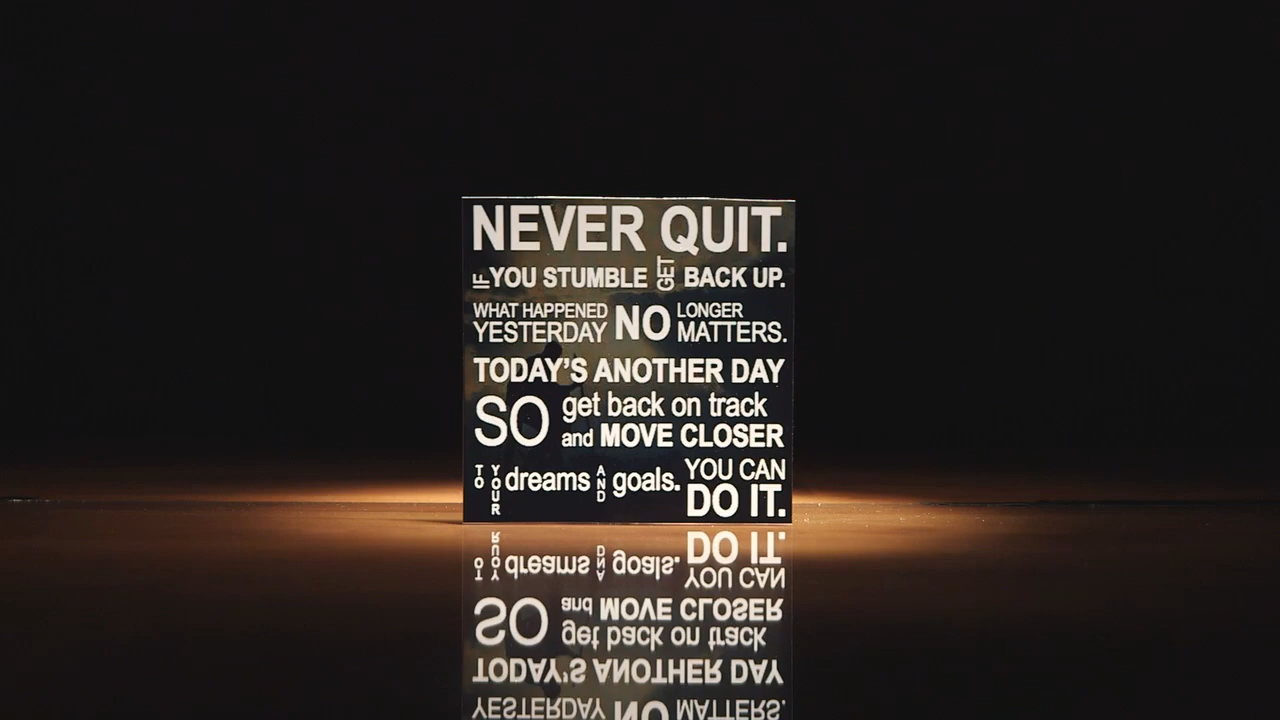 NEVER QUIT.
IF YOU STUMBLE GET BACK UP.
WHAT HAPPENED YESTERDAY NO LONGER MATTERS.
TODAY'S ANOTHER DAY
SO get back on track
and MOVE CLOSER
TO YOUR dreams AND goals. YOU CAN DO IT.